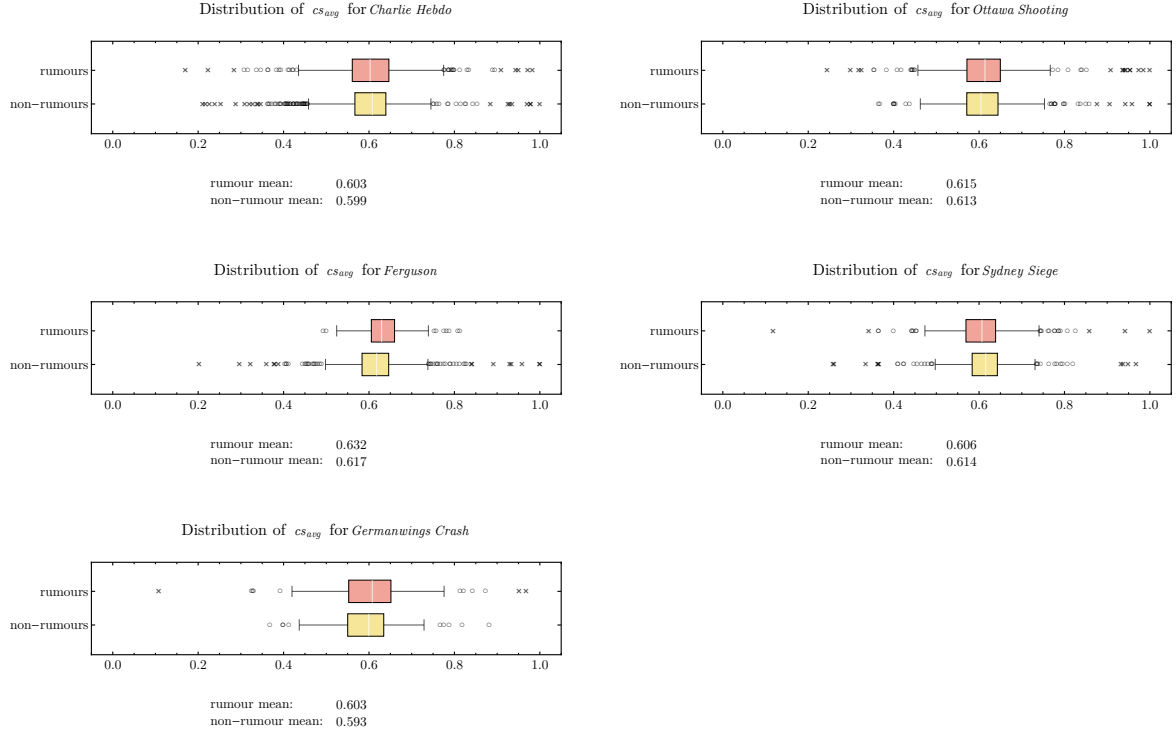 Distribution of cs_avg for Charlie Hebdo
rumours
non−rumours
0.0 0.2 0.4 0.6 0.8 1.0
rumour mean: 0.603
non−rumour mean: 0.599
Distribution of cs_avg for Ottawa Shooting
rumours
non−rumours
0.0 0.2 0.4 0.6 0.8 1.0
rumour mean: 0.615
non−rumour mean: 0.613
Distribution of cs_avg for Ferguson
rumours
non−rumours
0.0 0.2 0.4 0.6 0.8 1.0
rumour mean: 0.632
non−rumour mean: 0.617
Distribution of cs_avg for Sydney Siege
rumours
non−rumours
0.0 0.2 0.4 0.6 0.8 1.0
rumour mean: 0.606
non−rumour mean: 0.614
Distribution of cs_avg for Germanwings Crash
rumours
non−rumours
0.0 0.2 0.4 0.6 0.8 1.0
rumour mean: 0.603
non−rumour mean: 0.593